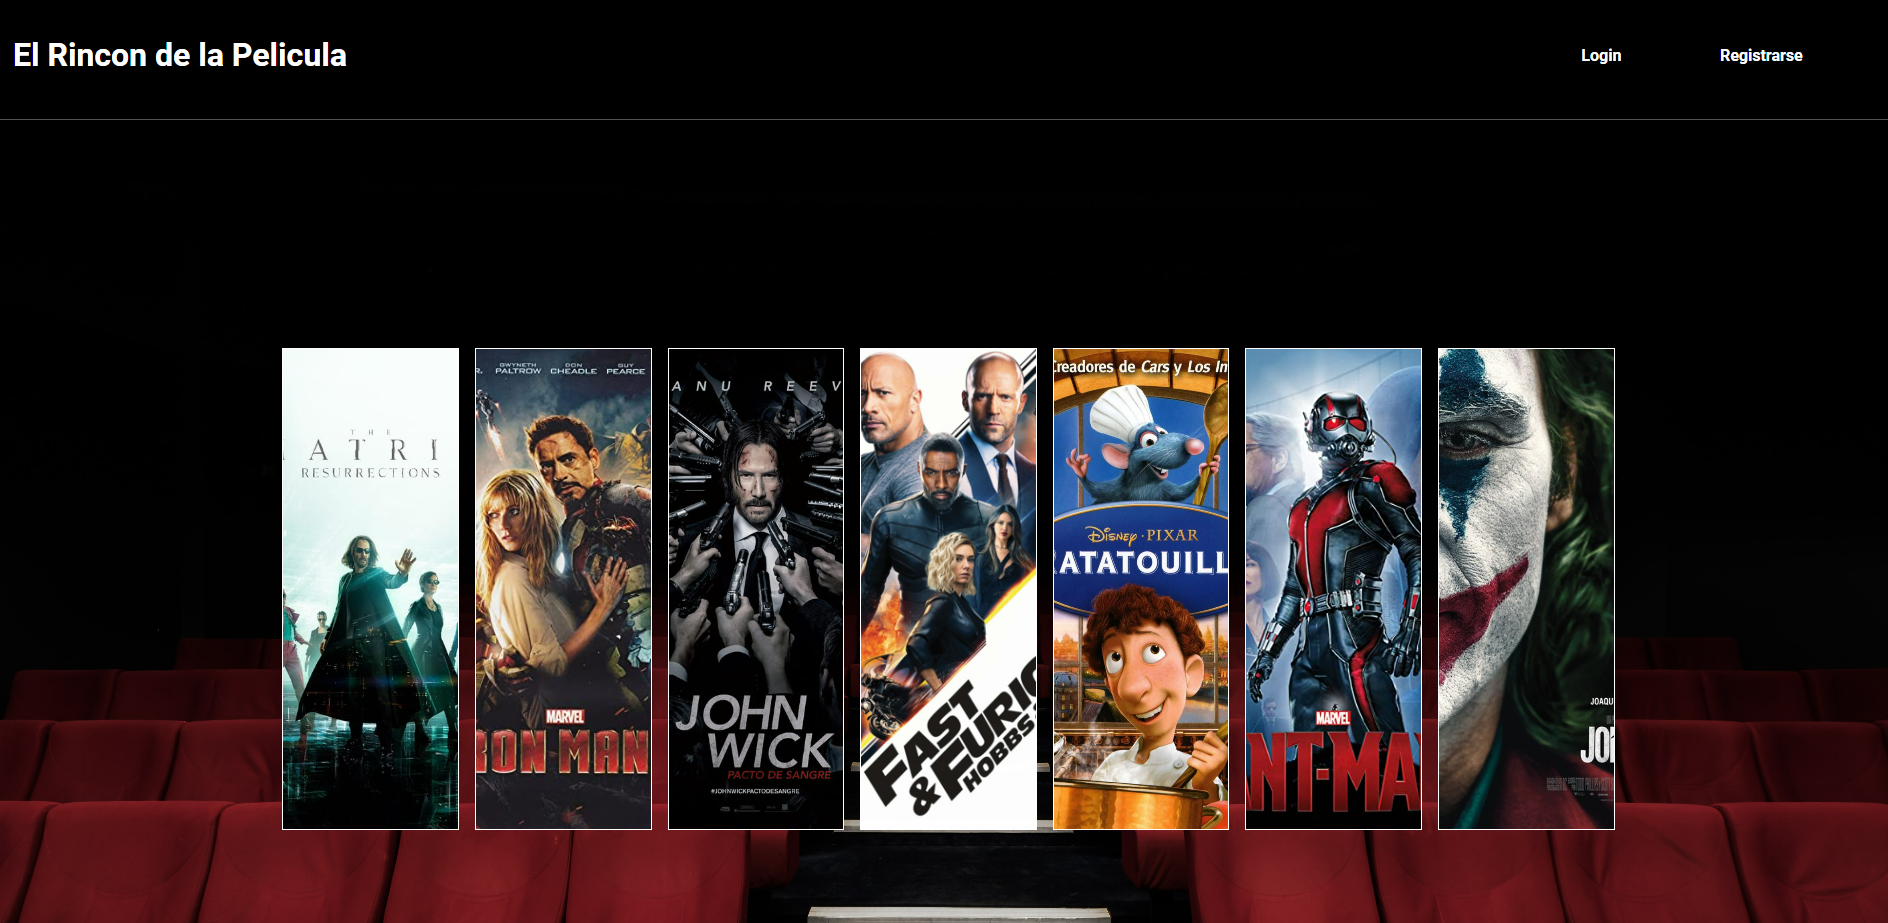 El Rincon de la Pelicula
Login
Registrarse
THE
ATRI
RESURRECTIONS
R. GWYNETH PALTROW DON CHEADLE GUY PEARCE
MARVEL
RON MAN
ANU REEV
JOHN
WICK
PACTO DE SANGRE
#JOHNWICKPACTODESANGRE
FAST
& FURIO
HOBBS
Creadores de Cars y Los In
Disney · PIXAR
RATATOUILL
MARVEL
NT-MA
JOAQU
JO